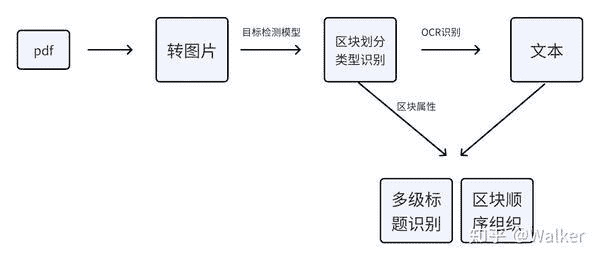 pdf
转图片
目标检测模型
区块划分
类型识别
OCR识别
文本
区块属性
多级标
题识别
区块顺
序组织
知乎 @Walker